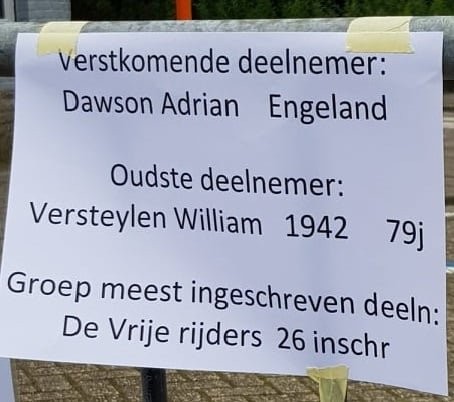 Verstkomende deelnemer:
Dawson Adrian Engeland
Oudste deelnemer:
Versteylen William 1942 79j
Groep meest ingeschreven deeln:
De Vrije rijders 26 inschr